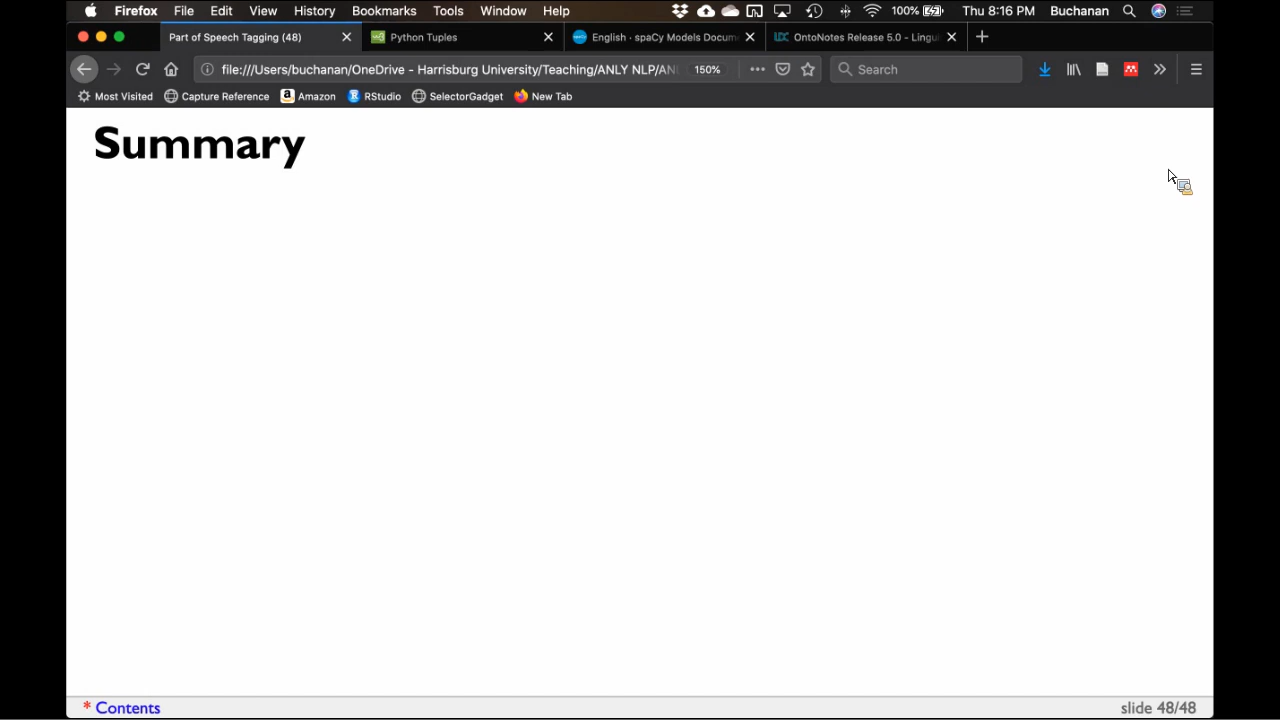 Firefox File Edit View History Bookmarks Tools Window Help 100% Thu 8:16 PM Buchanan
Part of Speech Tagging (48) Python Tuples English · spaCy Models Docum OntoNotes Release 5.0 - Lingui
file:///Users/buchanan/OneDrive - Harrisburg University/Teaching/ANLY NLP/AN 150% Search
Most Visited Capture Reference Amazon RStudio SelectorGadget New Tab
Summary
* Contents slide 48/48